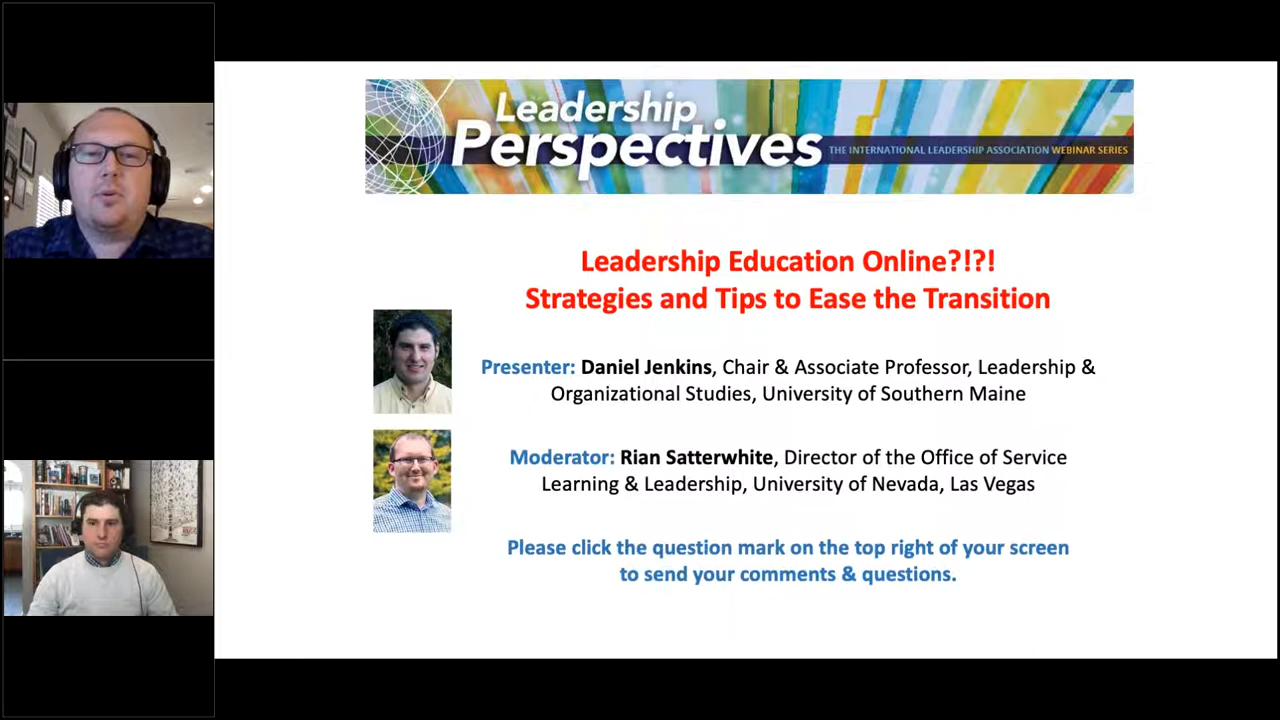 Leadership
Perspectives
THE INTERNATIONAL LEADERSHIP ASSOCIATION WEBINAR SERIES
Leadership Education Online?!?!
Strategies and Tips to Ease the Transition
Presenter: Daniel Jenkins, Chair & Associate Professor, Leadership &
Organizational Studies, University of Southern Maine
Moderator: Rian Satterwhite, Director of the Office of Service
Learning & Leadership, University of Nevada, Las Vegas
Please click the question mark on the top right of your screen
to send your comments & questions.